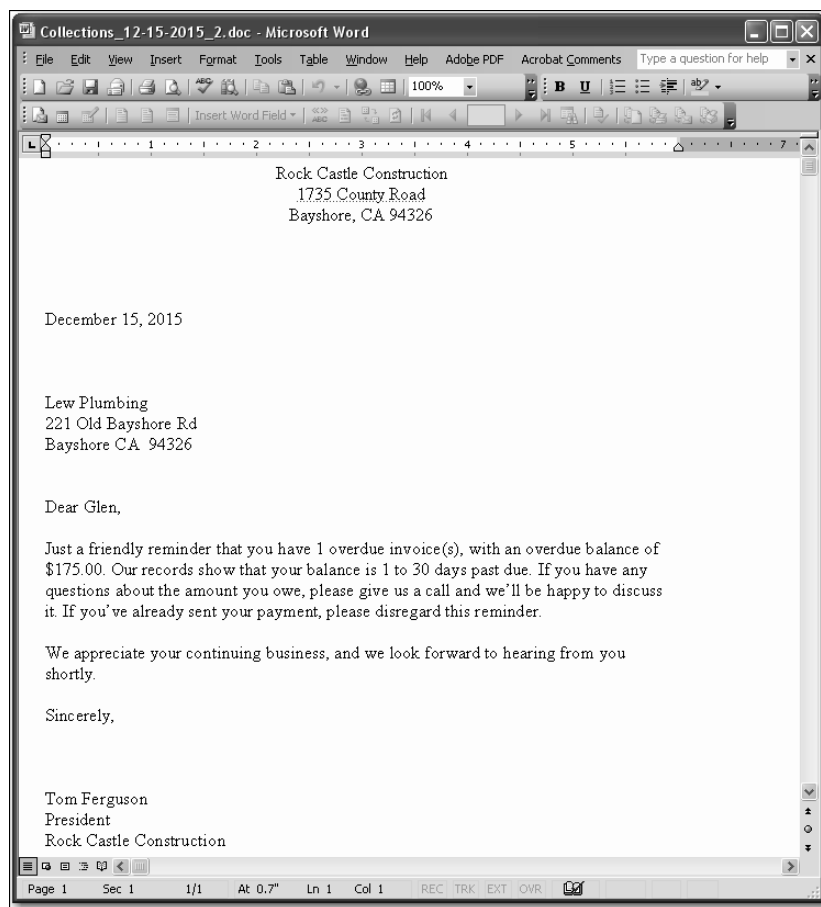 Collections_12-15-2015_2.doc - Microsoft Word
File Edit View Insert Format Tools Table Window Help Adobe PDF Acrobat Comments Type a question for help
100% B U
Insert Word Field
1 2 3 4 5 7
Rock Castle Construction
1735 County Road
Bayshore, CA 94326
December 15, 2015
Lew Plumbing
221 Old Bayshore Rd
Bayshore CA 94326
Dear Glen,
Just a friendly reminder that you have 1 overdue invoice(s), with an overdue balance of
$175.00. Our records show that your balance is 1 to 30 days past due. If you have any
questions about the amount you owe, please give us a call and we'll be happy to discuss
it. If you've already sent your payment, please disregard this reminder.
We appreciate your continuing business, and we look forward to hearing from you
shortly.
Sincerely,
Tom Ferguson
President
Rock Castle Construction
Page 1 Sec 1 1/1 At 0.7" Ln 1 Col 1 REC TRK EXT OVR